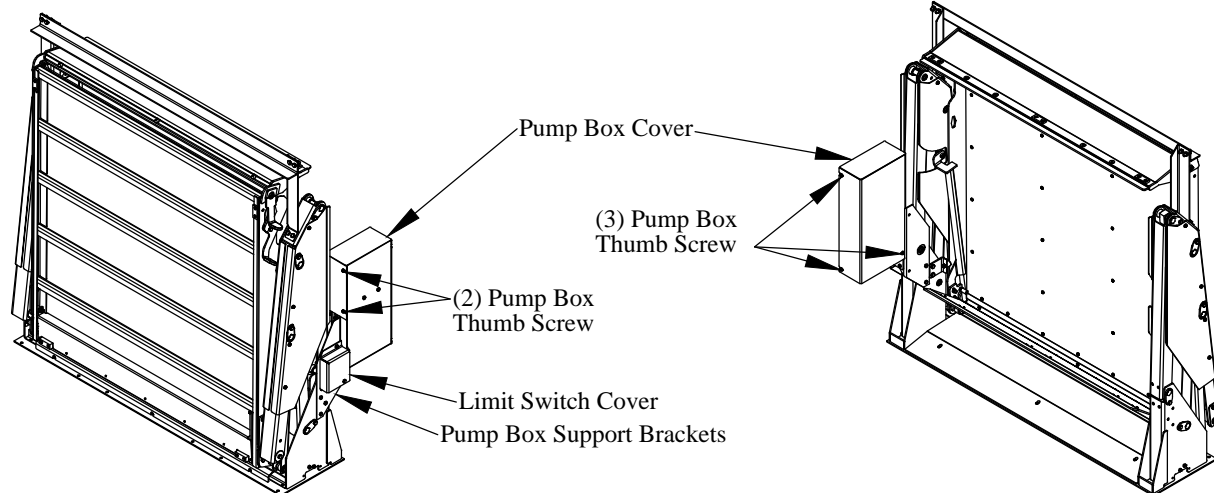 Pump Box Cover
(3) Pump Box
Thumb Screw
(2) Pump Box
Thumb Screw
Limit Switch Cover
Pump Box Support Brackets